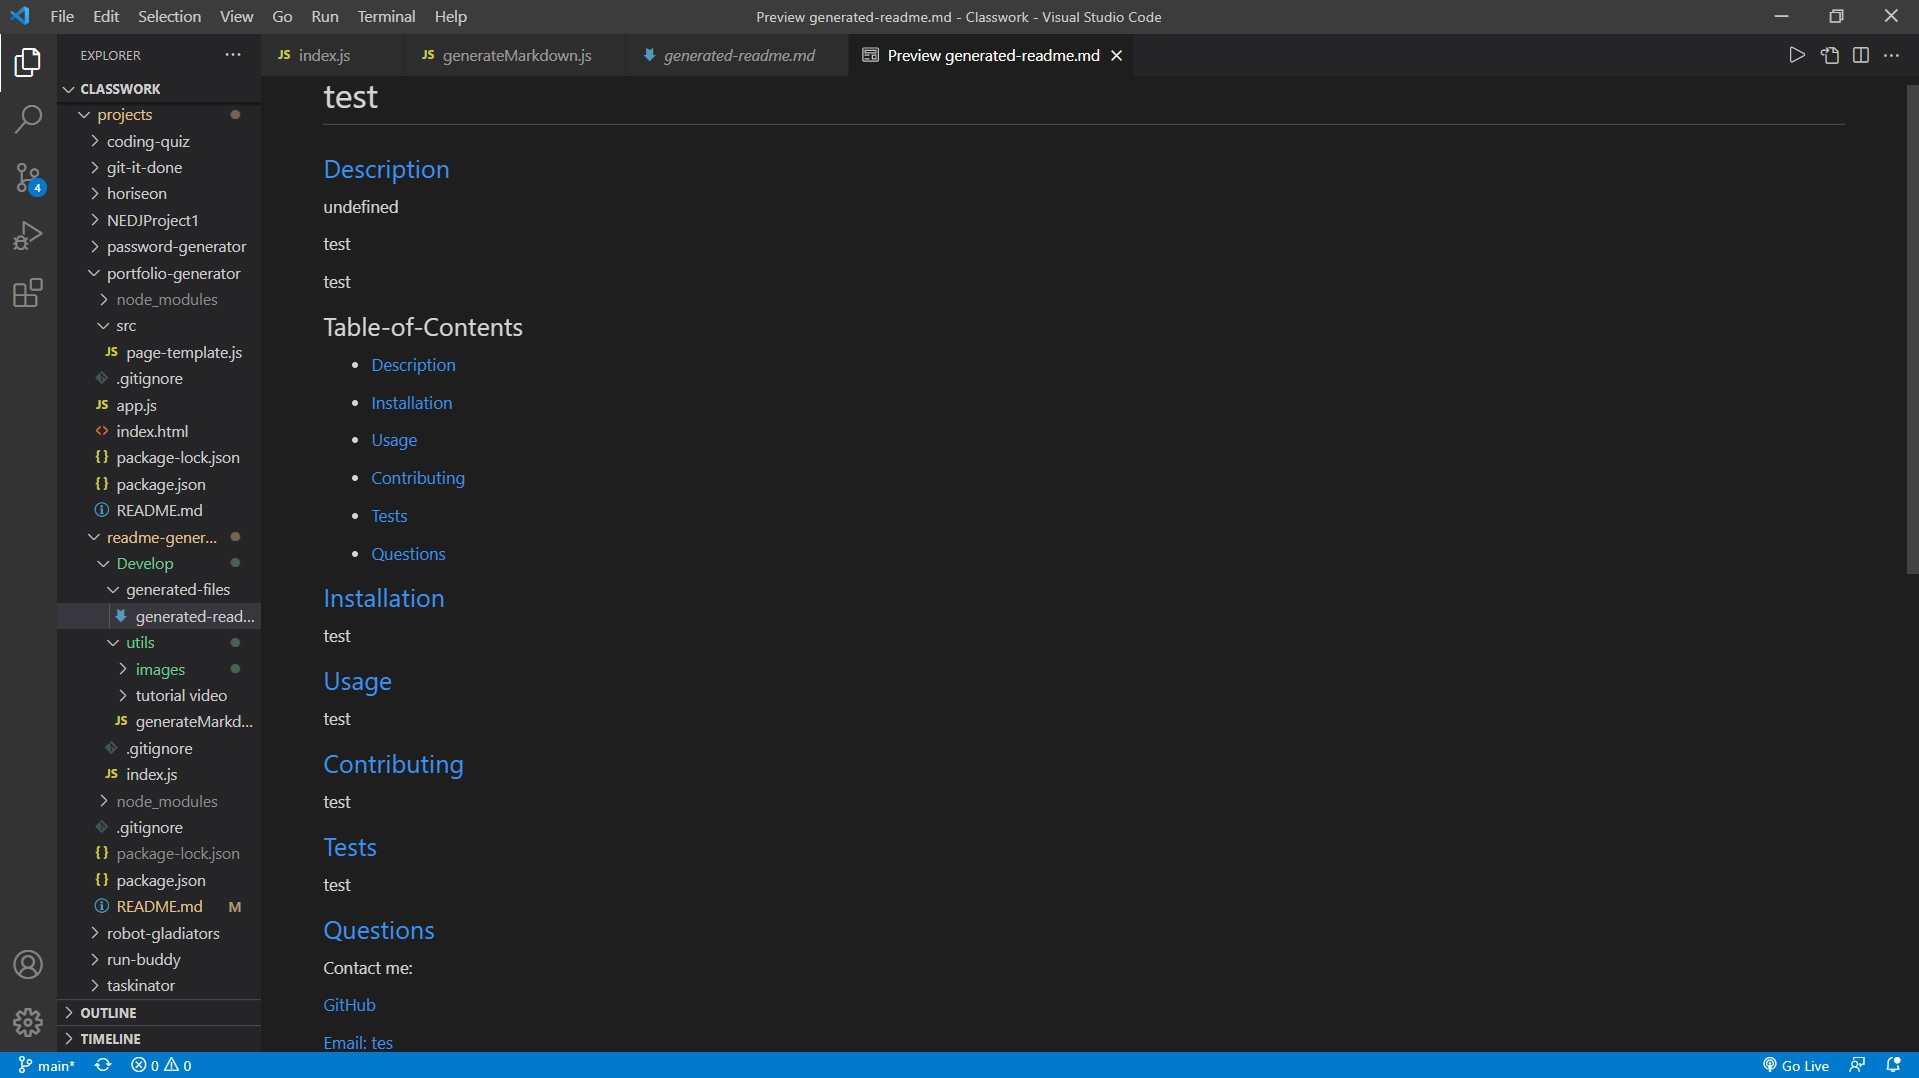 File Edit Selection View Go Run Terminal Help
Preview generated-readme.md - Classwork - Visual Studio Code
EXPLORER
JS index.js
JS generateMarkdown.js
generated-readme.md
Preview generated-readme.md
CLASSWORK
projects
coding-quiz
git-it-done
horiseon
NEDJProject1
password-generator
portfolio-generator
node_modules
src
JS page-template.js
.gitignore
JS app.js
index.html
package-lock.json
package.json
README.md
readme-gener...
Develop
generated-files
generated-read...
utils
images
tutorial video
JS generateMarkd...
.gitignore
JS index.js
node_modules
.gitignore
package-lock.json
package.json
README.md M
robot-gladiators
run-buddy
taskinator
OUTLINE
TIMELINE
4
test
Description
undefined
test
test
Table-of-Contents
Description
Installation
Usage
Contributing
Tests
Questions
Installation
test
Usage
test
Contributing
test
Tests
test
Questions
Contact me:
GitHub
Email: tes
main* 0 0
Go Live